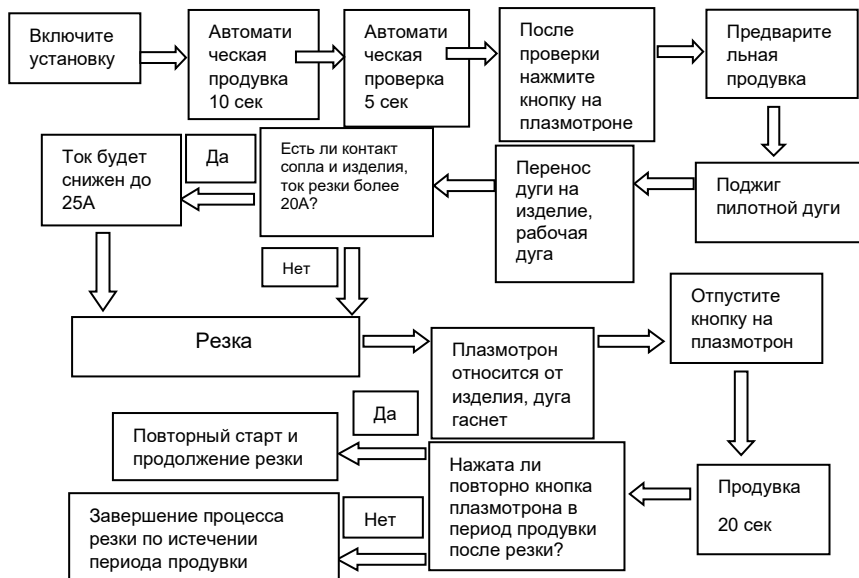 Включите
установку
Автомати
ческая
продувка
10 сек
Автомати
ческая
проверка
5 сек
После
проверки
нажмите
кнопку на
плазмотроне
Предварите
льная
продувка
Поджиг
пилотной дуги
Перенос
дуги на
изделие,
рабочая
дуга
Есть ли контакт
сопла и изделия,
ток резки более
20А?
Да
Ток будет
снижен до
25А
Нет
Резка
Плазмотрон
относится от
изделия, дуга
гаснет
Отпустите
кнопку на
плазмотрон
Продувка
20 сек
Нажата ли
повторно кнопка
плазмотрона в
период продувки
после резки?
Да
Повторный старт и
продолжение резки
Нет
Завершение процесса
резки по истечении
периода продувки